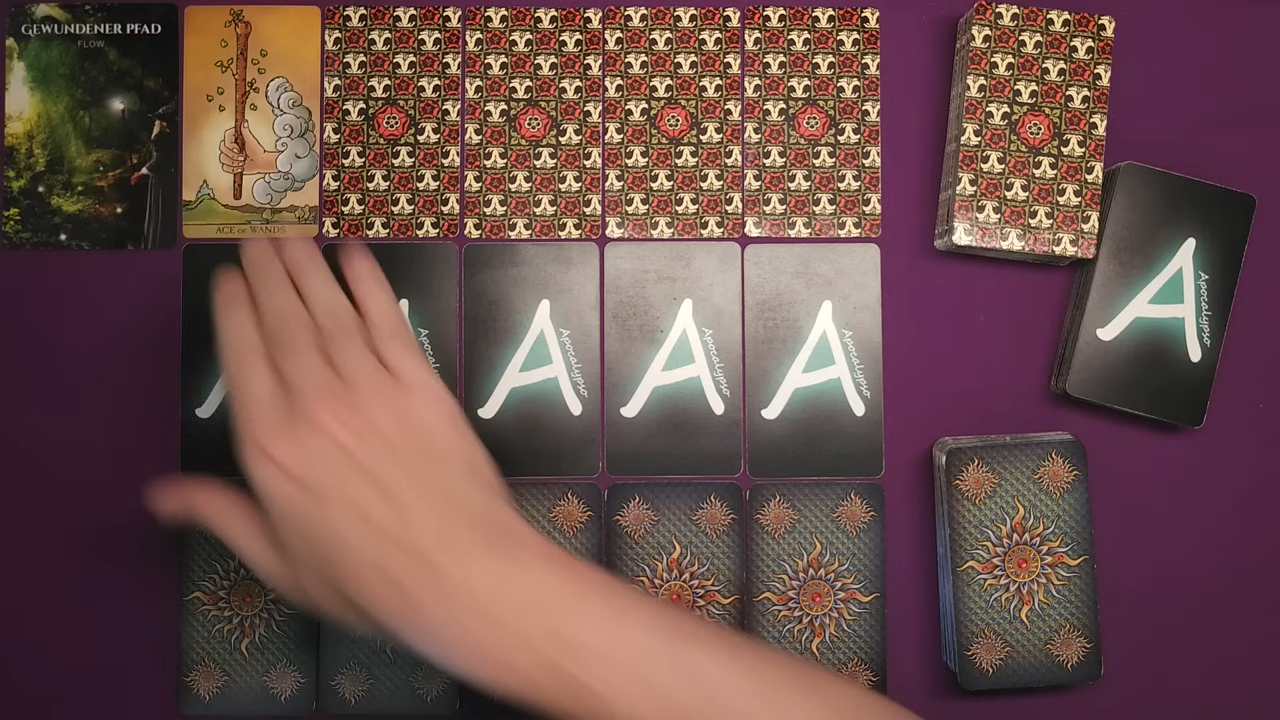 GEWUNDENER PFAD
FLOW
ACE OF WANDS
A
Apocalypso
A
Apocalypso
A
Apocalypso
A
Apocalypso